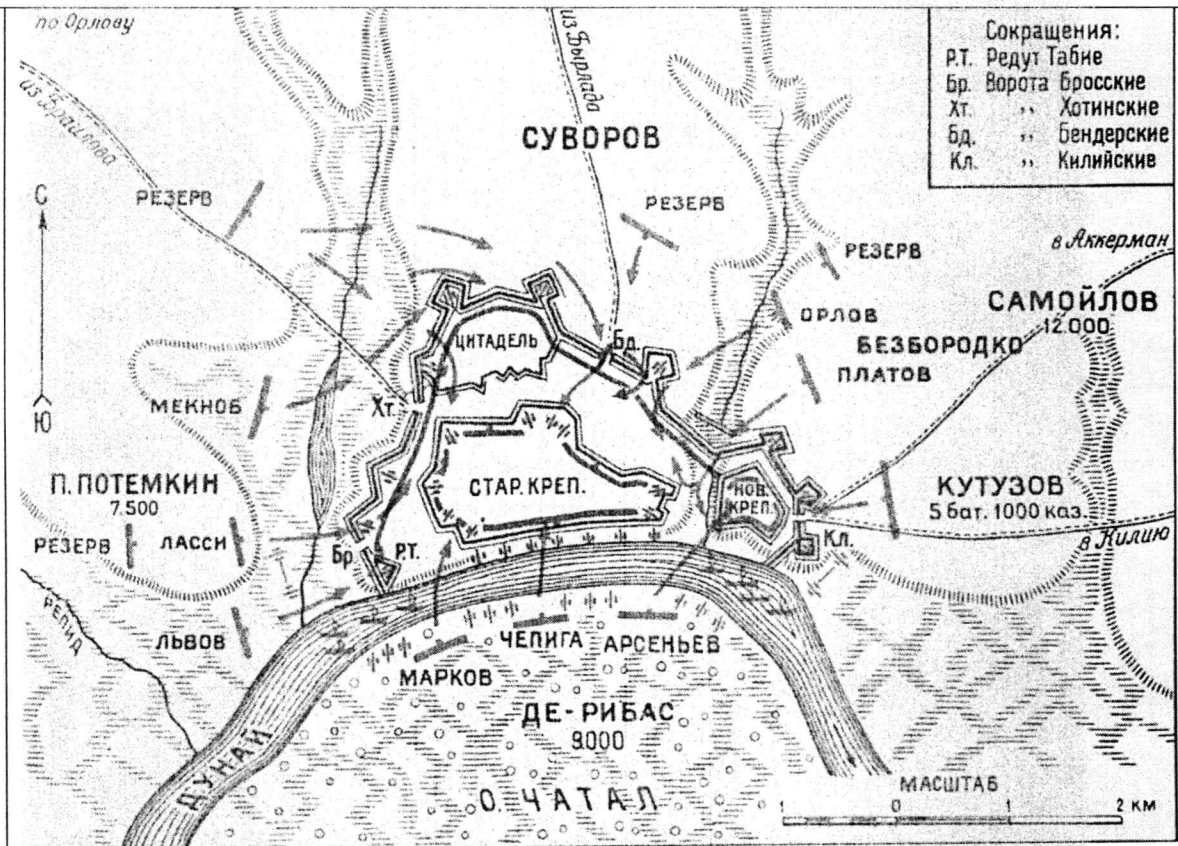 по Орлову
из Браилова
из Бырлада
Сокращения:
Р.Т. Редут Табие
Бр. Ворота Бросские
Хт. ,, Хотинские
Бд. ,, Бендерские
Кл. ,, Килийские
СУВОРОВ
С
Ю
РЕЗЕРВ
РЕЗЕРВ
РЕЗЕРВ
в Аккерман
САМОЙЛОВ
12.000
ОРЛОВ
БЕЗБОРОДКО
ПЛАТОВ
ЦИТАДЕЛЬ
Бд.
Хт.
МЕКНОБ
П. ПОТЕМКИН
7.500
РЕЗЕРВ
ЛАССИ
СТАР. КРЕП.
НОВ.
КРЕП.
КУТУЗОВ
5 бат. 1000 каз.
в Килию
Кл.
Бр.
Р.Т.
РЕПИД
ЛЬВОВ
ЧЕПИГА
АРСЕНЬЕВ
МАРКОВ
ДЕ-РИБАС
9.000
ДУНАЙ
О. ЧАТАЛ
МАСШТАБ
1 0 1 2 КМ